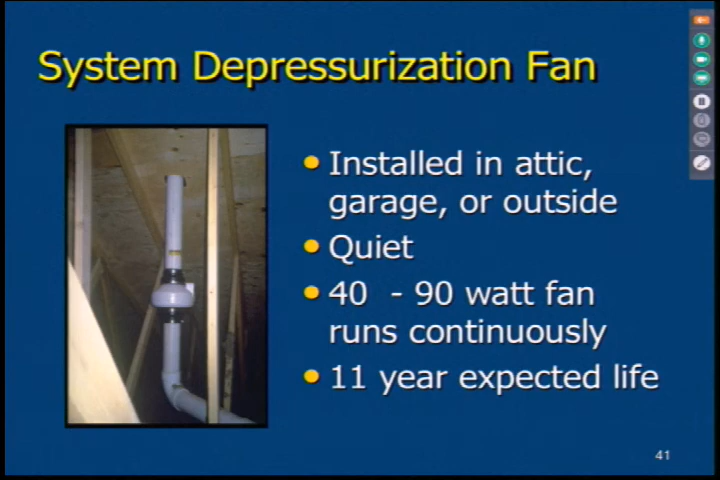 System Depressurization Fan
• Installed in attic,
garage, or outside
• Quiet
• 40 - 90 watt fan
runs continuously
• 11 year expected life
41